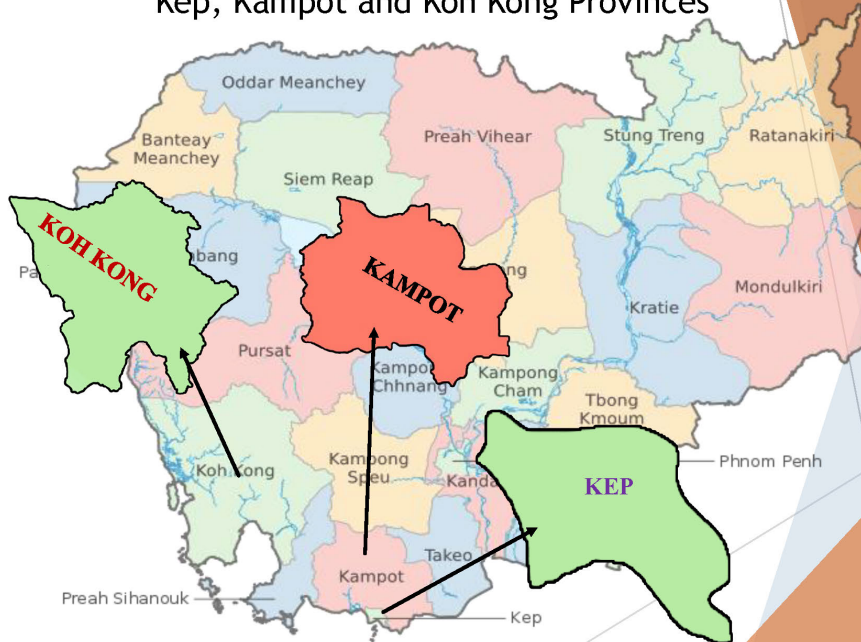 Kep, Kampot and Koh Kong Provinces
Oddar Meanchey
Banteay
Meanchey
Preah Vihear
Stung Treng
Ratanakiri
Siem Reap
KOH KONG
KAMPOT
Mondulkiri
Kratie
Pursat
Chhnang
Kampong
Cham
Tbong
Kmoum
Koh Kong
Kampong
Speu
KEP
Phnom Penh
Takeo
Kampot
Preah Sihanouk
Kep